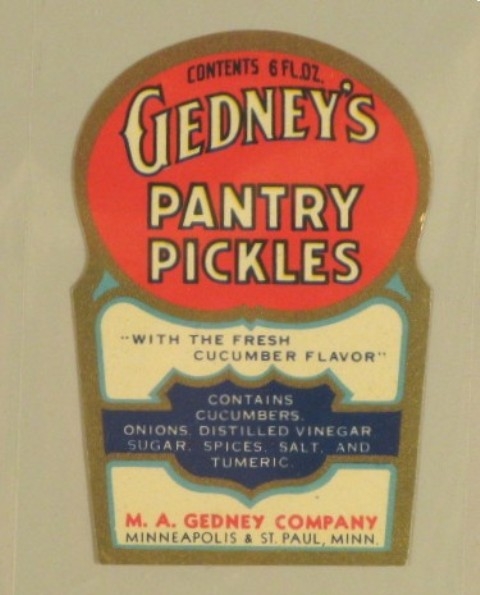 CONTENTS 6 FL.OZ.
GEDNEY'S
PANTRY
PICKLES
"WITH THE FRESH
CUCUMBER FLAVOR"
CONTAINS
CUCUMBERS,
ONIONS, DISTILLED VINEGAR
SUGAR, SPICES, SALT, AND
TUMERIC.
M. A. GEDNEY COMPANY
MINNEAPOLIS & ST. PAUL, MINN.